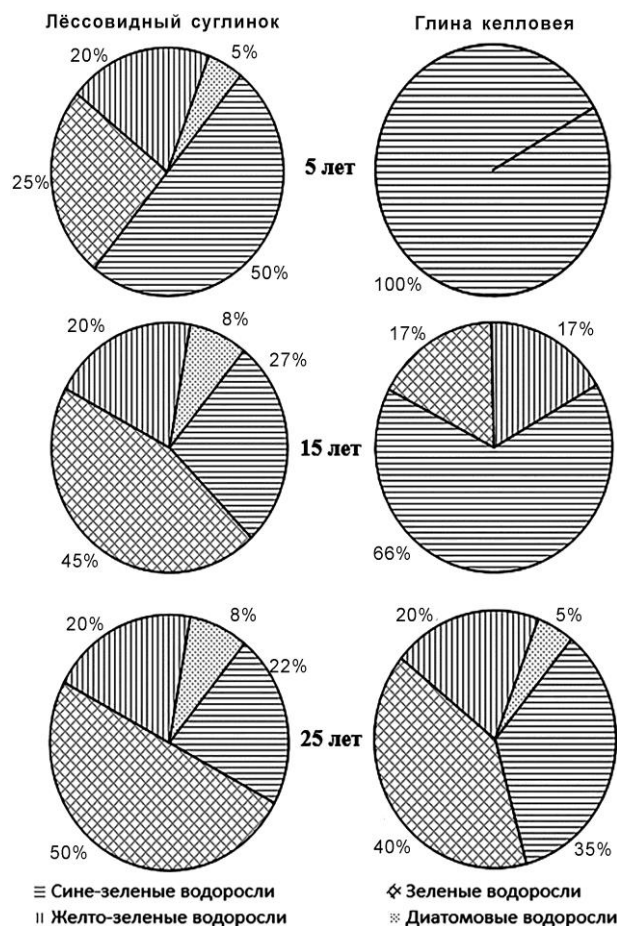 Лёссовидный суглинок Глина келловея
20% 5%
25% 50%
5 лет
100%
20% 8% 27%
45%
15 лет
17% 17%
66%
20% 8%
22%
50%
25 лет
20% 5%
40% 35%
Сине-зеленые водоросли Зеленые водоросли
Желто-зеленые водоросли Диатомовые водоросли